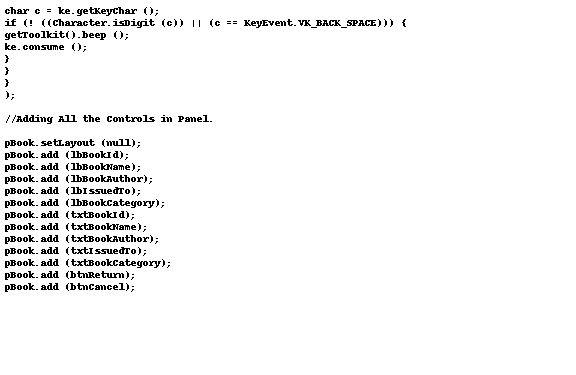 char c = ke.getKeyChar ();
if (! ((Character.isDigit (c)) || (c == KeyEvent.VK_BACK_SPACE))) {
getToolkit().beep ();
ke.consume ();
}
}
}
);
//Adding All the Controls in Panel.
pBook.setLayout (null);
pBook.add (lbBookId);
pBook.add (lbBookName);
pBook.add (lbBookAuthor);
pBook.add (lbIssuedTo);
pBook.add (lbBookCategory);
pBook.add (txtBookId);
pBook.add (txtBookName);
pBook.add (txtBookAuthor);
pBook.add (txtIssuedTo);
pBook.add (txtBookCategory);
pBook.add (btnReturn);
pBook.add (btnCancel);